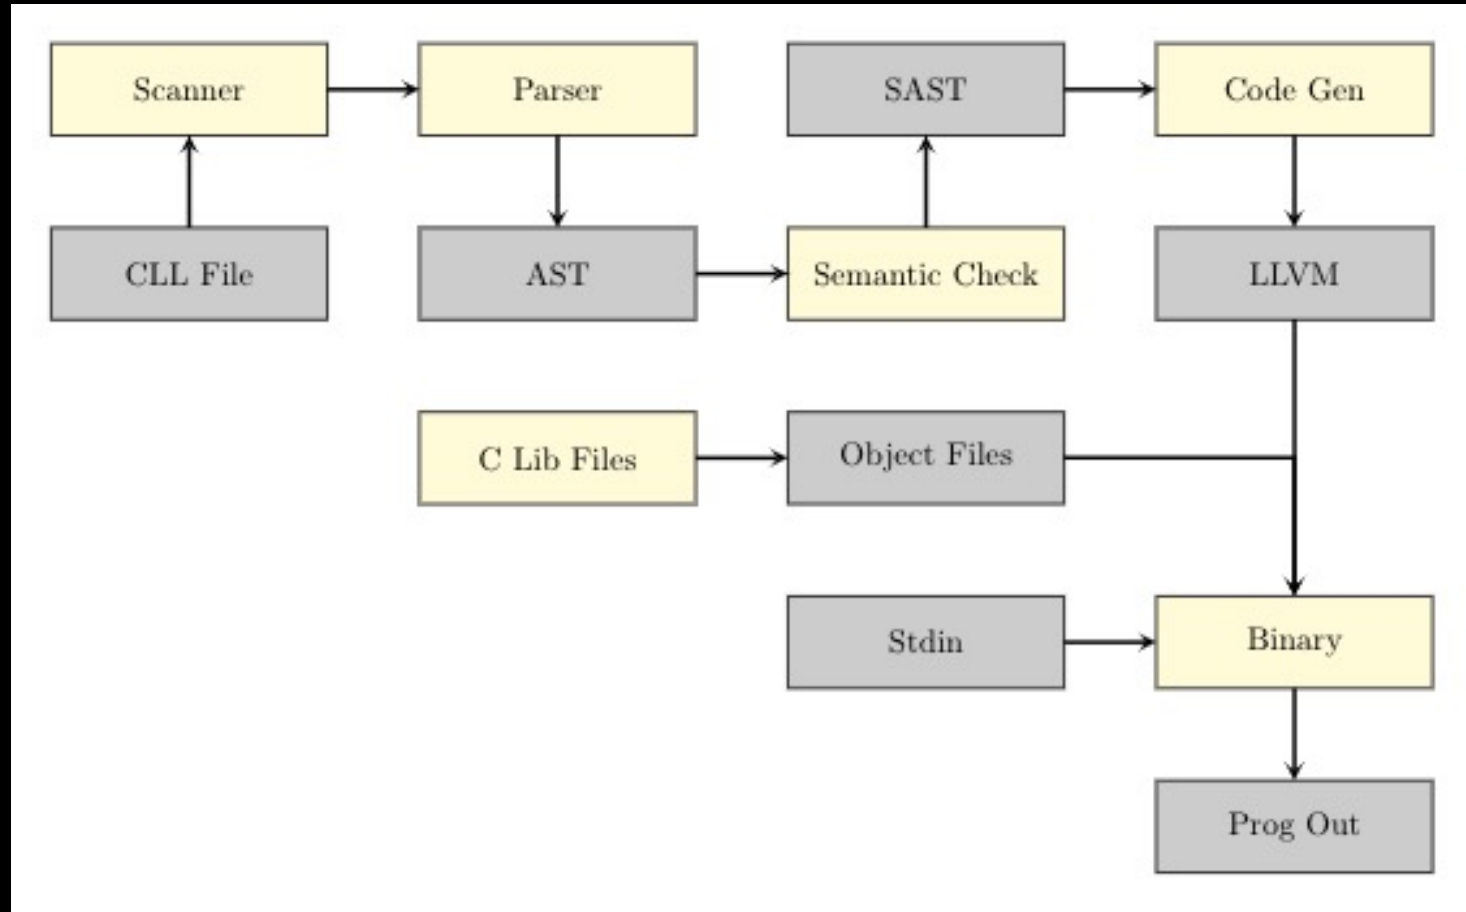 Scanner
Parser
SAST
Code Gen
CLL File
AST
Semantic Check
LLVM
C Lib Files
Object Files
Stdin
Binary
Prog Out